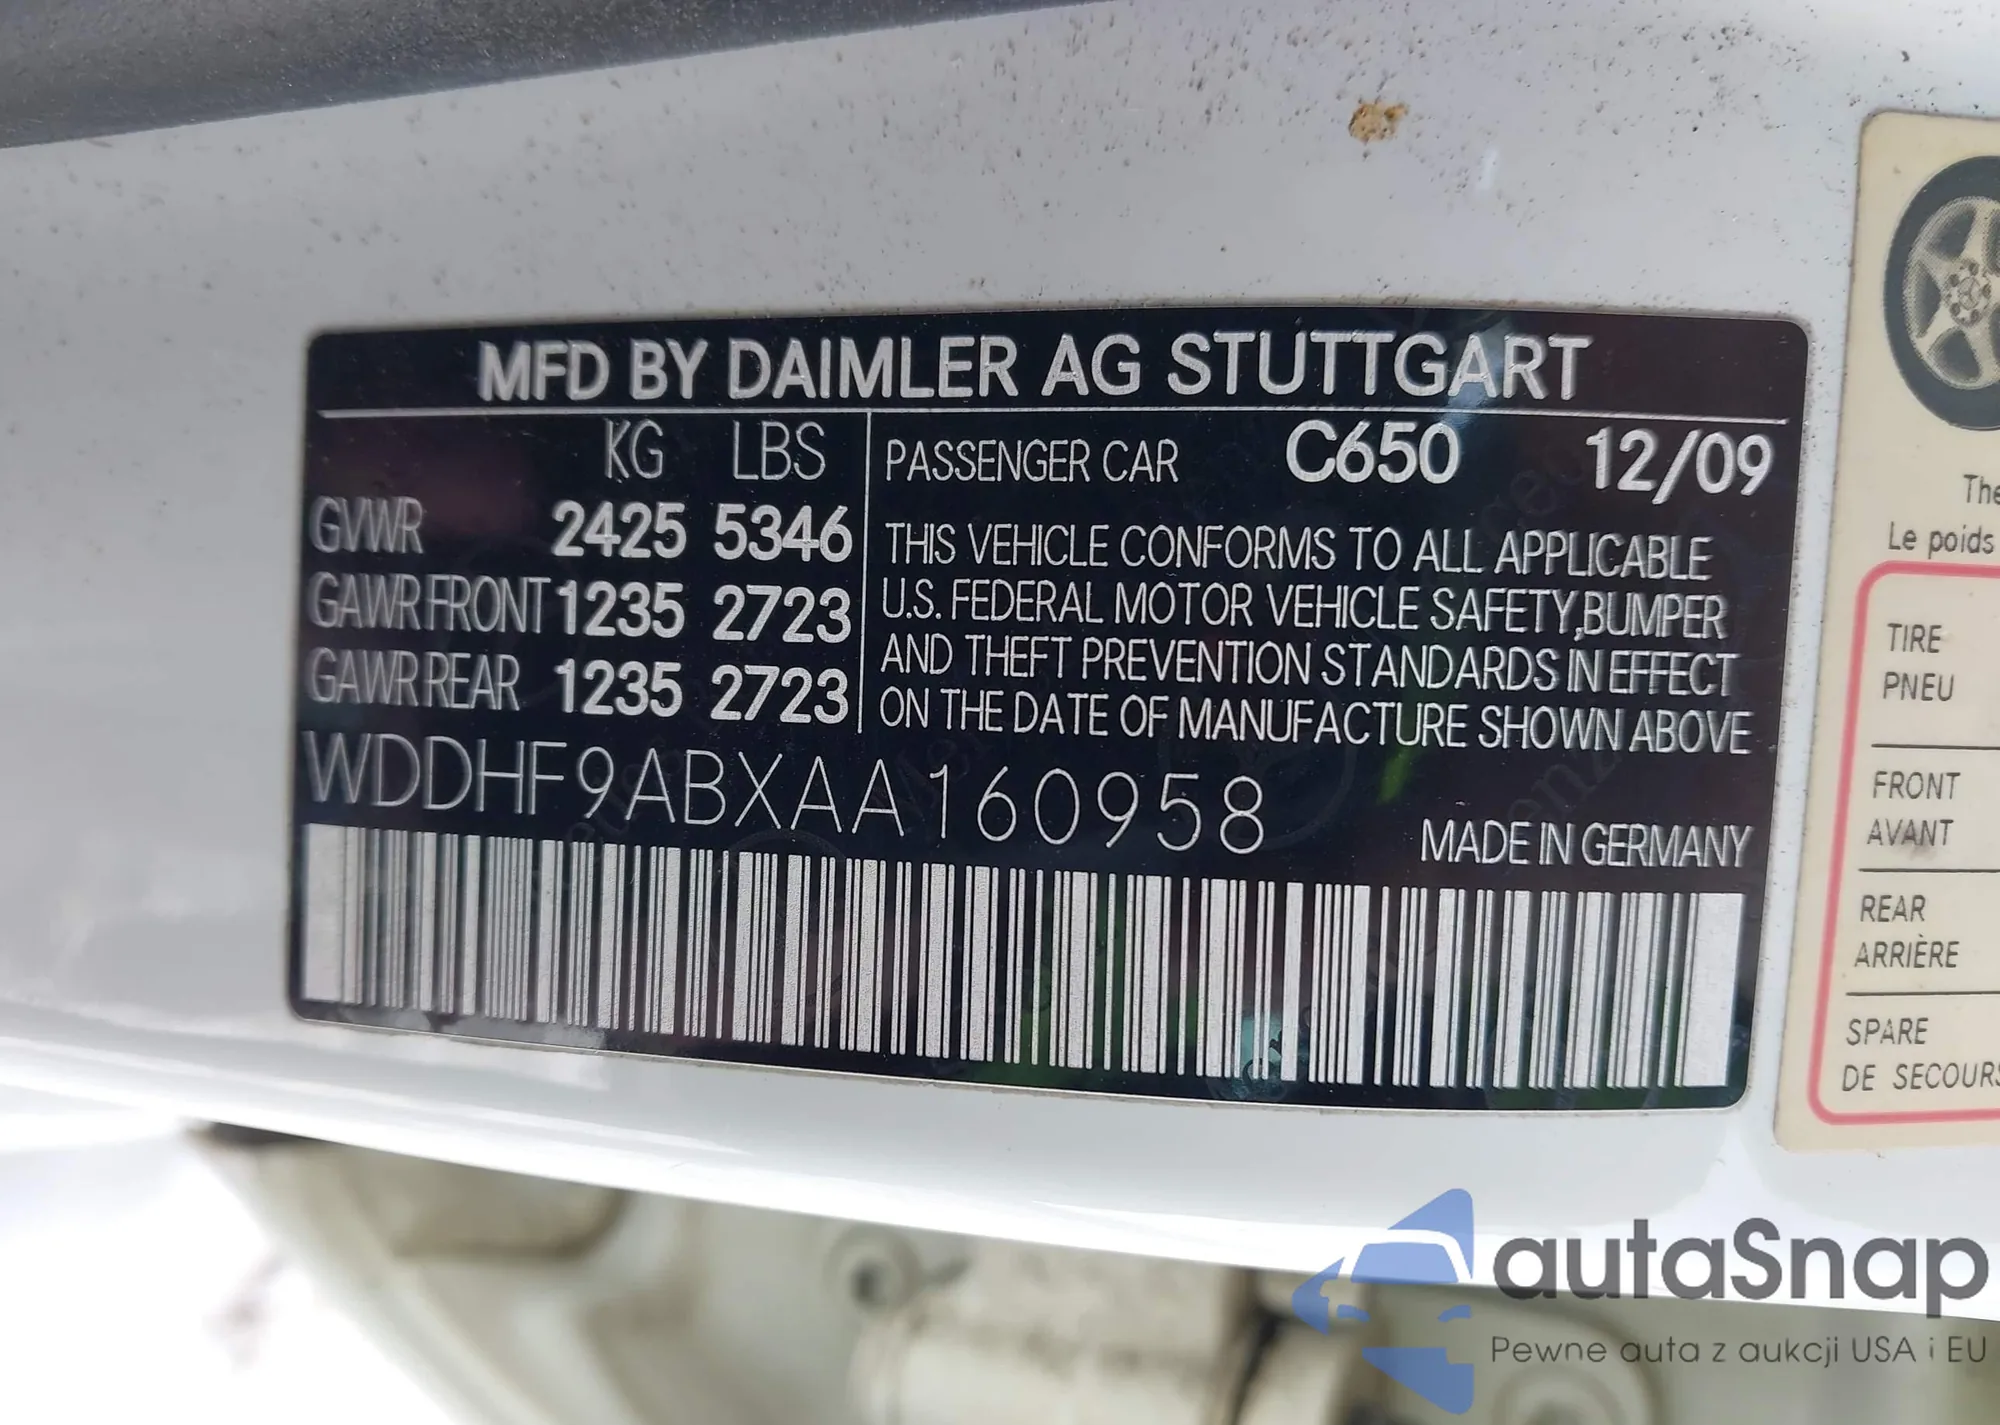 MFD BY DAIMLER AG STUTTGART
KG LBS
GVWR 2425 5346
GAWR FRONT 1235 2723
GAWR REAR 1235 2723
PASSENGER CAR C650 12/09
THIS VEHICLE CONFORMS TO ALL APPLICABLE
U.S. FEDERAL MOTOR VEHICLE SAFETY,BUMPER
AND THEFT PREVENTION STANDARDS IN EFFECT
ON THE DATE OF MANUFACTURE SHOWN ABOVE
WDDHF9ABXAA160958
MADE IN GERMANY
The
Le poids
TIRE
PNEU
FRONT
AVANT
REAR
ARRIÈRE
SPARE
DE SECOURS
autaSnap
Pewne auta z aukcji USA i EU